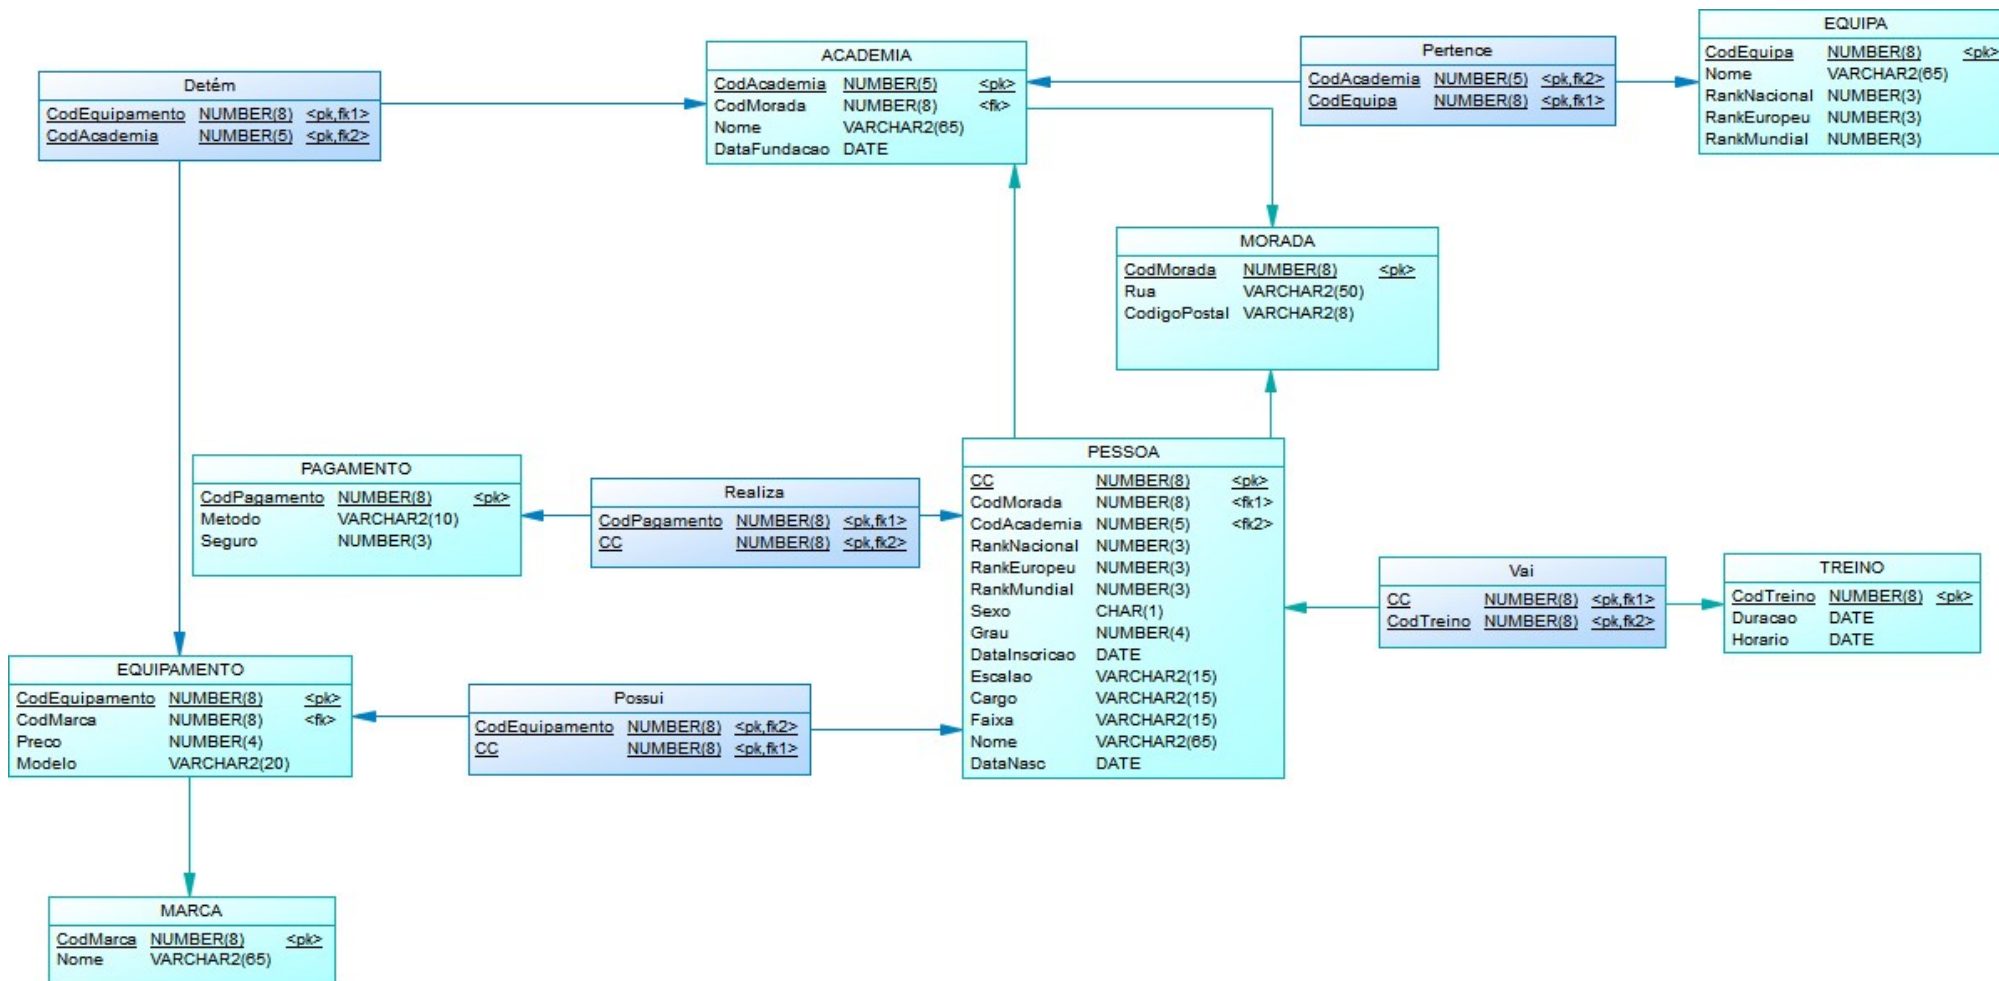 EQUIPA
CodEquipa NUMBER(8) <pk>
Nome VARCHAR2(65)
RankNacional NUMBER(3)
RankEuropeu NUMBER(3)
RankMundial NUMBER(3)
Pertence
CodAcademia NUMBER(5) <pk,fk2>
CodEquipa NUMBER(8) <pk,fk1>
ACADEMIA
CodAcademia NUMBER(5) <pk>
CodMorada NUMBER(8) <fk>
Nome VARCHAR2(65)
DataFundacao DATE
Detém
CodEquipamento NUMBER(8) <pk,fk1>
CodAcademia NUMBER(5) <pk,fk2>
MORADA
CodMorada NUMBER(8) <pk>
Rua VARCHAR2(50)
CodigoPostal VARCHAR2(8)
PESSOA
CC NUMBER(8) <pk>
CodMorada NUMBER(8) <fk1>
CodAcademia NUMBER(5) <fk2>
RankNacional NUMBER(3)
RankEuropeu NUMBER(3)
RankMundial NUMBER(3)
Sexo CHAR(1)
Grau NUMBER(4)
DataInscricao DATE
Escalao VARCHAR2(15)
Cargo VARCHAR2(15)
Faixa VARCHAR2(15)
Nome VARCHAR2(65)
DataNasc DATE
PAGAMENTO
CodPagamento NUMBER(8) <pk>
Metodo VARCHAR2(10)
Seguro NUMBER(3)
Realiza
CodPagamento NUMBER(8) <pk,fk1>
CC NUMBER(8) <pk,fk2>
Vai
CC NUMBER(8) <pk,fk1>
CodTreino NUMBER(8) <pk,fk2>
TREINO
CodTreino NUMBER(8) <pk>
Duracao DATE
Horario DATE
EQUIPAMENTO
CodEquipamento NUMBER(8) <pk>
CodMarca NUMBER(8) <fk>
Preco NUMBER(4)
Modelo VARCHAR2(20)
Possui
CodEquipamento NUMBER(8) <pk,fk2>
CC NUMBER(8) <pk,fk1>
MARCA
CodMarca NUMBER(8) <pk>
Nome VARCHAR2(65)